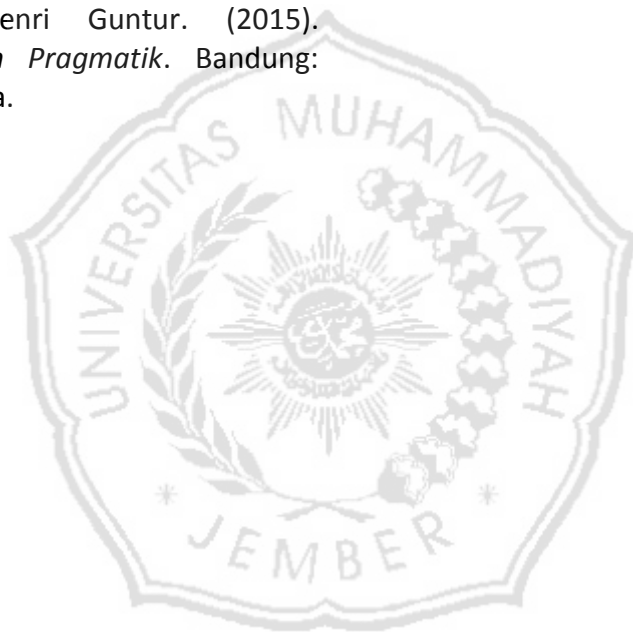 enri Guntur. (2015).
Pragmatik. Bandung:
a.
UNIVERSITAS MUHAMMADIYAH
JEMBER